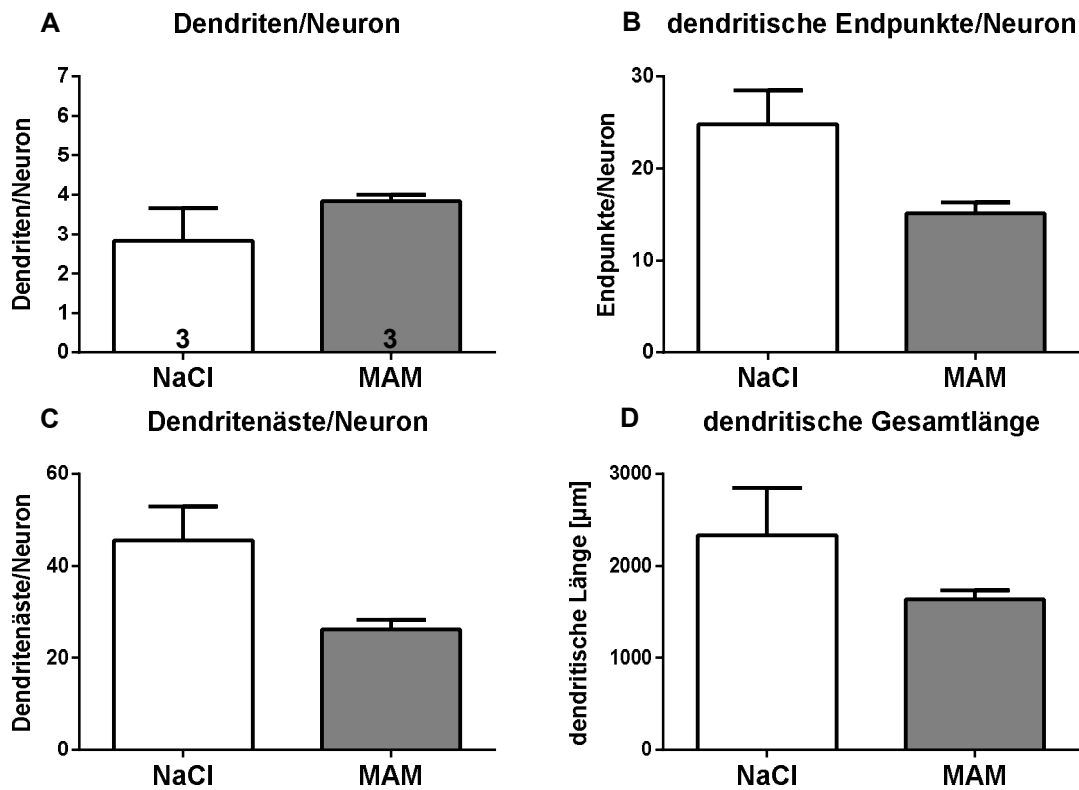 A
Dendriten/Neuron
Dendriten/Neuron
7
6
5
4
3
2
1
0
3
3
NaCl
MAM
B
dendritische Endpunkte/Neuron
Endpunkte/Neuron
30
20
10
0
NaCl
MAM
C
Dendritenäste/Neuron
Dendritenäste/Neuron
60
40
20
0
NaCl
MAM
D
dendritische Gesamtlänge
dendritische Länge [µm]
3000
2000
1000
0
NaCl
MAM